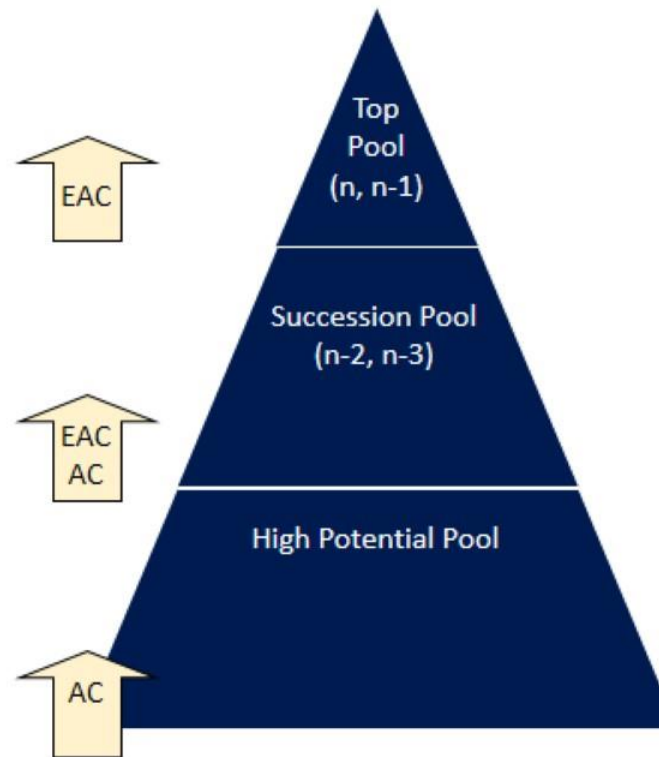 Top
Pool
(n, n-1)
EAC
Succession Pool
(n-2, n-3)
EAC
AC
High Potential Pool
AC